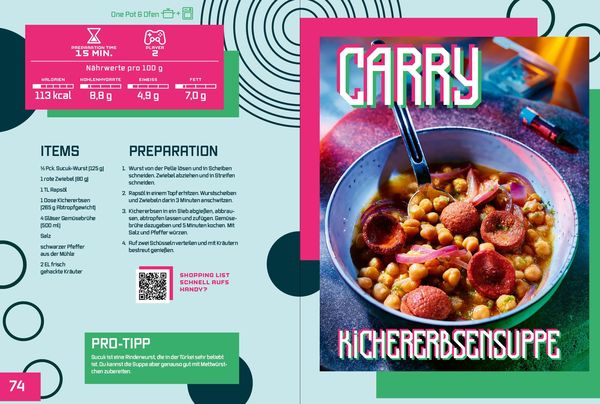 One Pot & Ofen
+
PREPARATION TIME
15 MIN.
PLAYER
2
Nährwerte pro 100 g
KALORIEN
113 kcal
KOHLENHYDRATE
8,8 g
EIWEISS
4,9 g
FETT
7,0 g
ITEMS
½ Pck. Sucuk-Wurst (125 g)
1 rote Zwiebel (80 g)
1 TL Rapsöl
1 Dose Kichererbsen
(265 g Abtropfgewicht)
4 Gläser Gemüsebrühe
(500 ml)
Salz
schwarzer Pfeffer
aus der Mühle
2 EL frisch
gehackte Kräuter
PREPARATION
1. Wurst von der Pelle lösen und in Scheiben
schneiden. Zwiebel abziehen und in Streifen
schneiden.
2. Rapsöl in einem Topf erhitzen. Wurstscheiben
und Zwiebeln darin 3 Minuten anschwitzen.
3. Kichererbsen in ein Sieb abgießen, abbrau-
sen, abtropfen lassen und zufügen. Gemüse-
brühe dazugeben und 5 Minuten kochen. Mit
Salz und Pfeffer würzen.
4. Auf zwei Schüsseln verteilen und mit Kräutern
bestreut genießen.
SHOPPING LIST
SCHNELL AUFS
HANDY?
PRO-TIPP
Sucuk ist eine Rinderwurst, die in der Türkei sehr beliebt
ist. Du kannst die Suppe aber genauso gut mit Mettwürst-
chen zubereiten.
74
CARRY
KICHERERBSENSUPPE